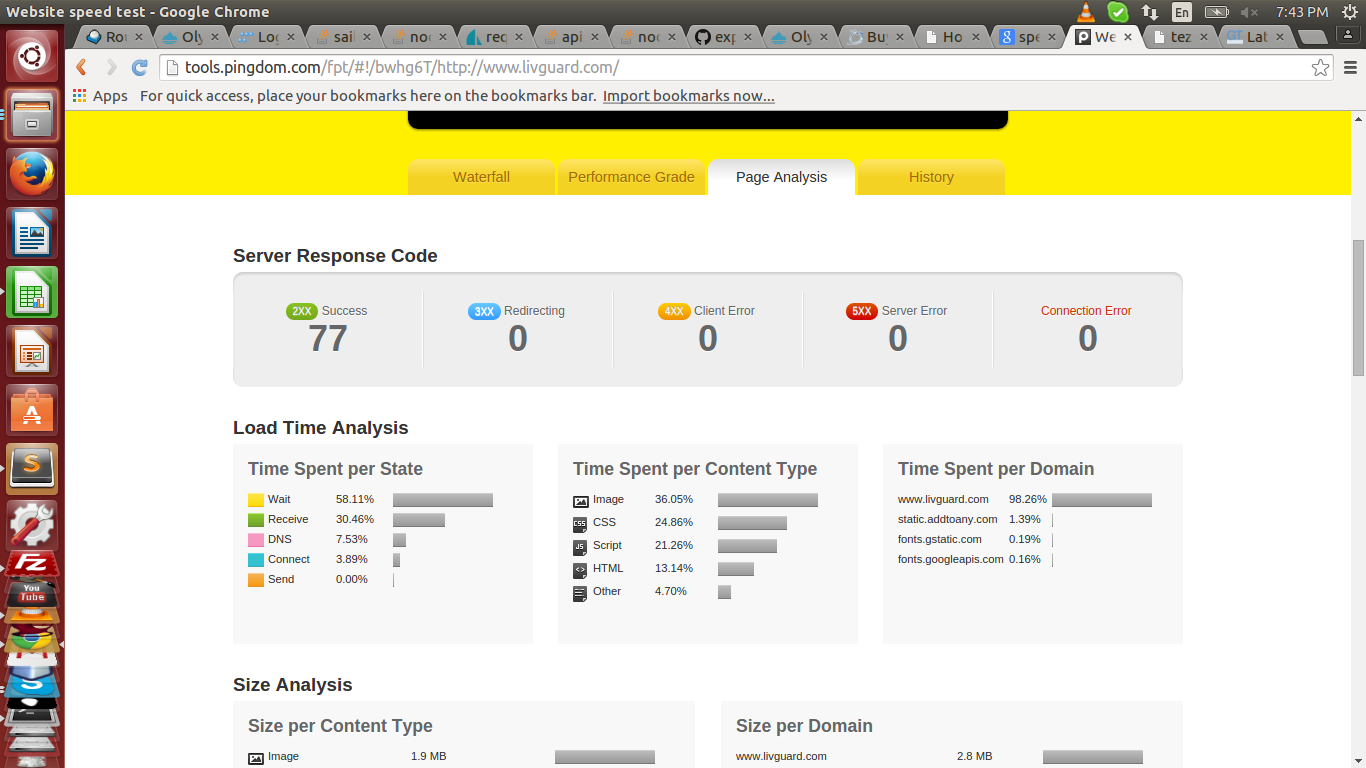 Website speed test - Google Chrome
En
7:43 PM
Rou
Oly
Log
sail
noc
req
api
noc
exp
Oly
Bu
Ho
spe
We
tez
GT Lat
tools.pingdom.com/fpt/#!/bwhg6T/http://www.livguard.com/
Apps For quick access, place your bookmarks here on the bookmarks bar. Import bookmarks now...
Waterfall
Performance Grade
Page Analysis
History
Server Response Code
2XX Success
77
3XX Redirecting
0
4XX Client Error
0
5XX Server Error
0
Connection Error
0
Load Time Analysis
Time Spent per State
Wait 58.11%
Receive 30.46%
DNS 7.53%
Connect 3.89%
Send 0.00%
Time Spent per Content Type
Image 36.05%
CSS 24.86%
Script 21.26%
HTML 13.14%
Other 4.70%
Time Spent per Domain
www.livguard.com 98.26%
static.addtoany.com 1.39%
fonts.gstatic.com 0.19%
fonts.googleapis.com 0.16%
Size Analysis
Size per Content Type
Image 1.9 MB
Size per Domain
www.livguard.com 2.8 MB
You
Tube